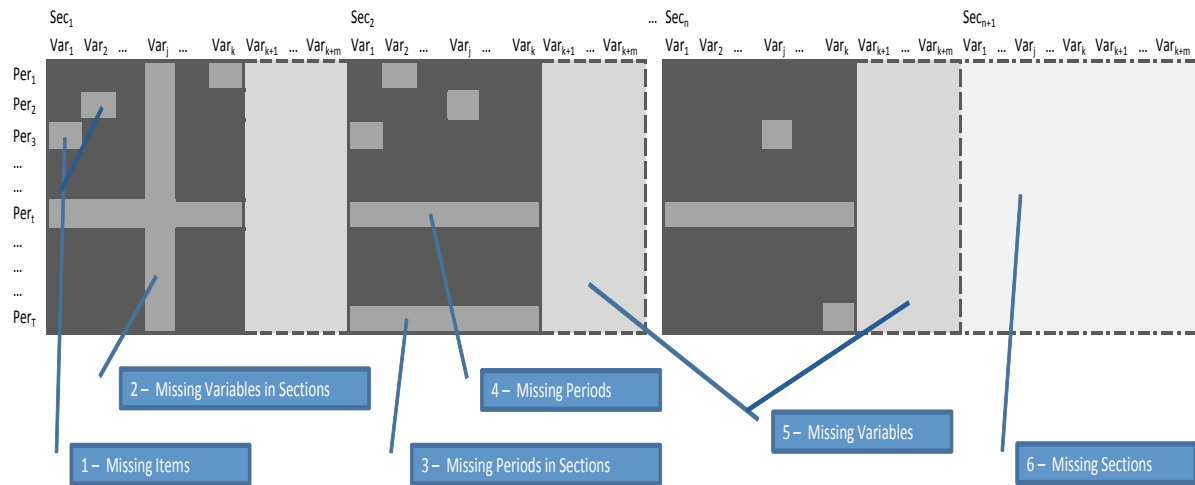 Sec1 Sec2 ... Secn Secn+1
Var1 Var2 ... Varj ... Vark Vark+1 ... Vark+m Var1 Var2 ... Varj Vark Vark+1 ... Vark+m Var1 Var2 ... Varj ... Vark Vark+1 ... Vark+m Var1 ... Varj ... Vark Vark+1 ... Vark+m
Per1
Per2
Per3
...
...
Pert
...
...
...
PerT
2 – Missing Variables in Sections
4 – Missing Periods
5 – Missing Variables
1 – Missing Items
3 – Missing Periods in Sections
6 – Missing Sections